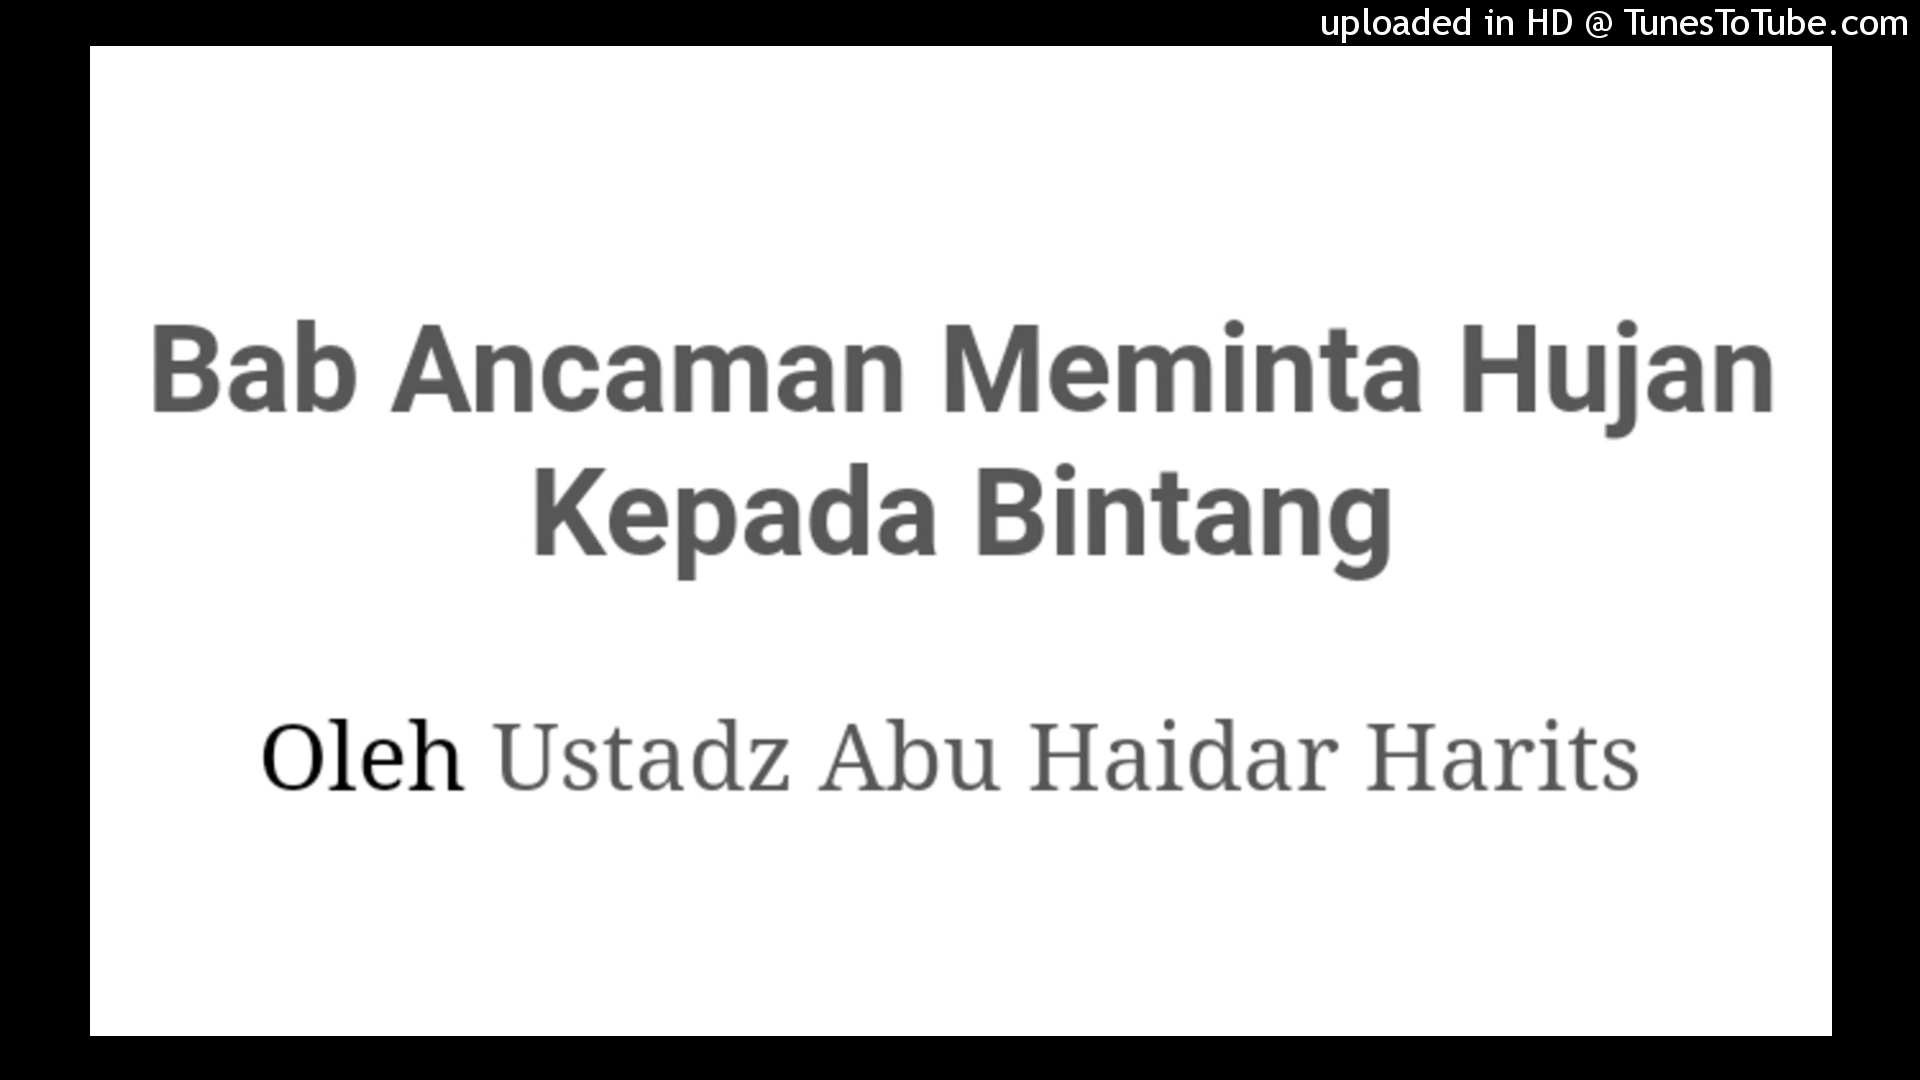 uploaded in HD @ TunesToTube.com
Bab Ancaman Meminta Hujan
Kepada Bintang
Oleh Ustadz Abu Haidar Harits